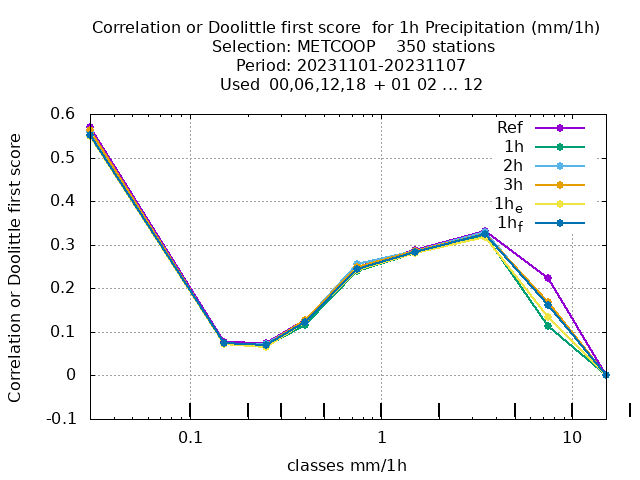 Correlation or Doolittle first score  for 1h Precipitation (mm/1h)
Selection: METCOOP    350 stations
Period: 20231101-20231107
Used  00,06,12,18  + 01 02 ... 12
Correlation or Doolittle first score
0.6
0.5
0.4
0.3
0.2
0.1
0
-0.1
Ref
1h
2h
3h
1he
1hf
0.1
1
10
classes mm/1h